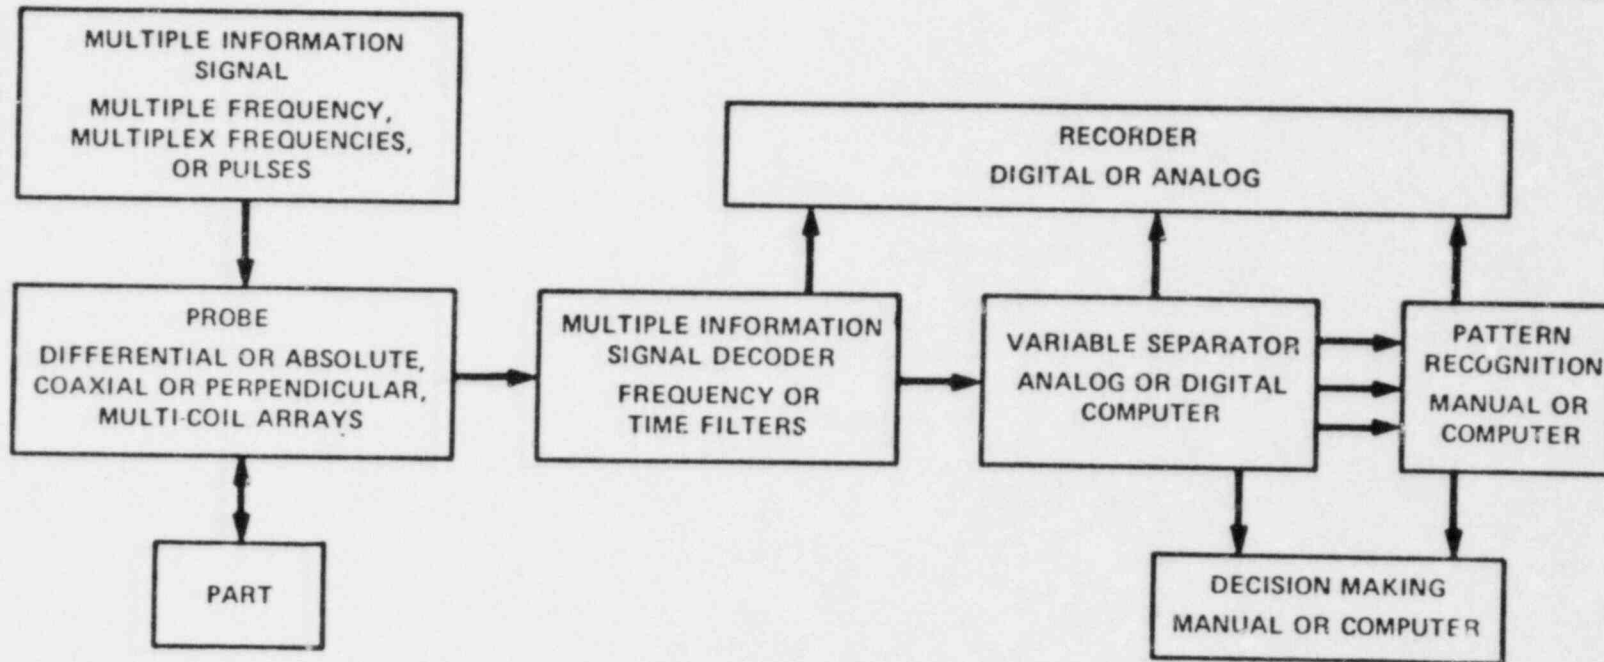 MULTIPLE INFORMATION
SIGNAL
MULTIPLE FREQUENCY,
MULTIPLEX FREQUENCIES,
OR PULSES
RECORDER
DIGITAL OR ANALOG
PROBE
DIFFERENTIAL OR ABSOLUTE,
COAXIAL OR PERPENDICULAR,
MULTI-COIL ARRAYS
MULTIPLE INFORMATION
SIGNAL DECODER
FREQUENCY OR
TIME FILTERS
VARIABLE SEPARATOR
ANALOG OR DIGITAL
COMPUTER
PATTERN
RECOGNITION
MANUAL OR
COMPUTER
PART
DECISION MAKING
MANUAL OR COMPUTER